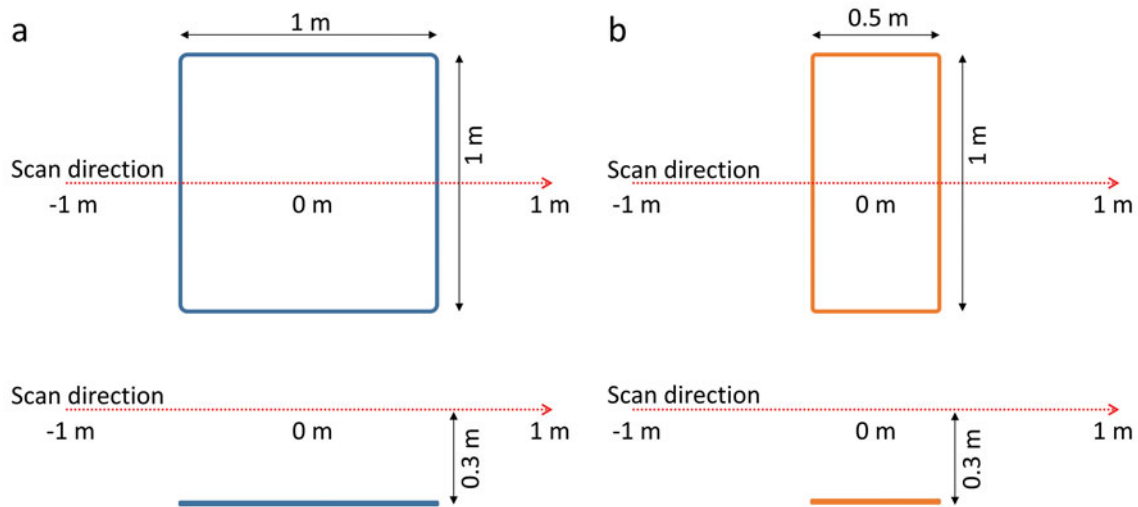 a
1 m
1 m
Scan direction
-1 m 0 m 1 m
Scan direction
-1 m 0 m 1 m
0.3 m
b
0.5 m
1 m
Scan direction
-1 m 0 m 1 m
Scan direction
-1 m 0 m 1 m
0.3 m